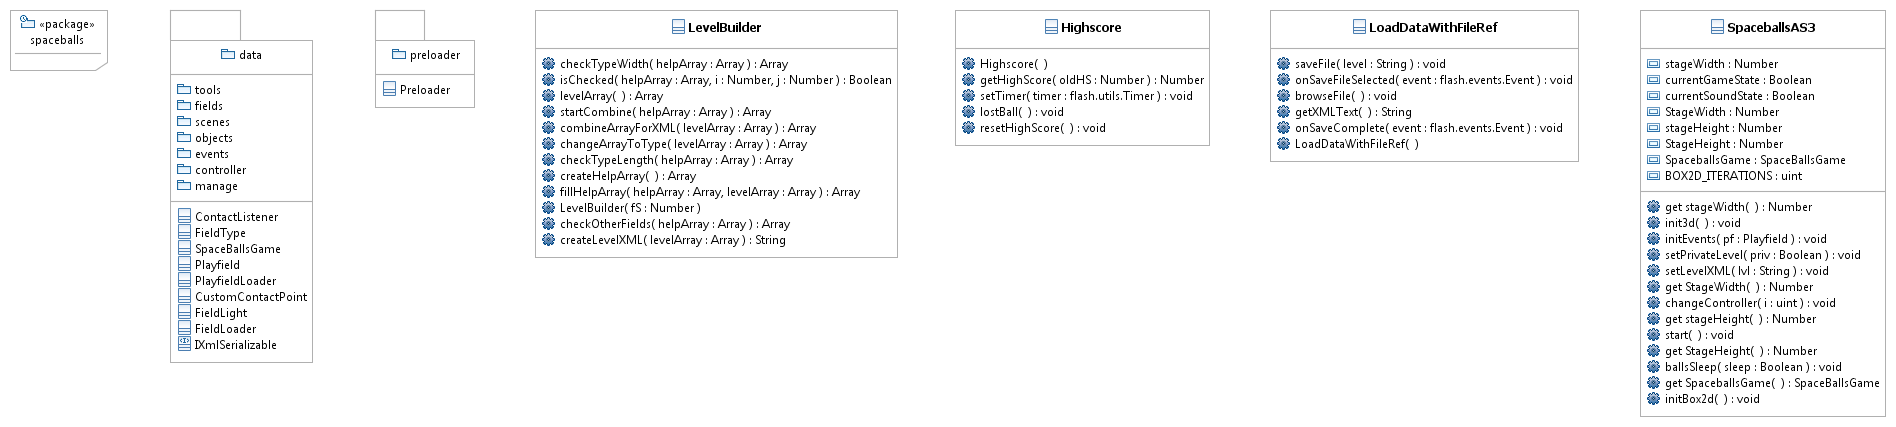 «package»
spaceballs
data
tools
fields
scenes
objects
events
controller
manage
ContactListener
FieldType
SpaceBallsGame
Playfield
PlayfieldLoader
CustomContactPoint
FieldLight
FieldLoader
IXmlSerializable
preloader
Preloader
LevelBuilder
checkTypeWidth( helpArray : Array ) : Array
isChecked( helpArray : Array, i : Number, j : Number ) : Boolean
levelArray( ) : Array
startCombine( helpArray : Array ) : Array
combineArrayForXML( levelArray : Array ) : Array
changeArrayToType( levelArray : Array ) : Array
checkTypeLength( helpArray : Array ) : Array
createHelpArray( ) : Array
fillHelpArray( helpArray : Array, levelArray : Array ) : Array
LevelBuilder( fS : Number )
checkOtherFields( helpArray : Array ) : Array
createLevelXML( levelArray : Array ) : String
Highscore
Highscore( )
getHighScore( oldHS : Number ) : Number
setTimer( timer : flash.utils.Timer ) : void
lostBall( ) : void
resetHighScore( ) : void
LoadDataWithFileRef
saveFile( level : String ) : void
onSaveFileSelected( event : flash.events.Event ) : void
browseFile( ) : void
getXMLText( ) : String
onSaveComplete( event : flash.events.Event ) : void
LoadDataWithFileRef( )
SpaceballsAS3
stageWidth : Number
currentGameState : Boolean
currentSoundState : Boolean
StageWidth : Number
stageHeight : Number
StageHeight : Number
SpaceballsGame : SpaceBallsGame
BOX2D_ITERATIONS : uint
get stageWidth( ) : Number
init3d( ) : void
initEvents( pf : Playfield ) : void
setPrivateLevel( priv : Boolean ) : void
setLevelXML( lvl : String ) : void
get StageWidth( ) : Number
changeController( i : uint ) : void
get stageHeight( ) : Number
start( ) : void
get StageHeight( ) : Number
ballsSleep( sleep : Boolean ) : void
get SpaceballsGame( ) : SpaceBallsGame
initBox2d( ) : void